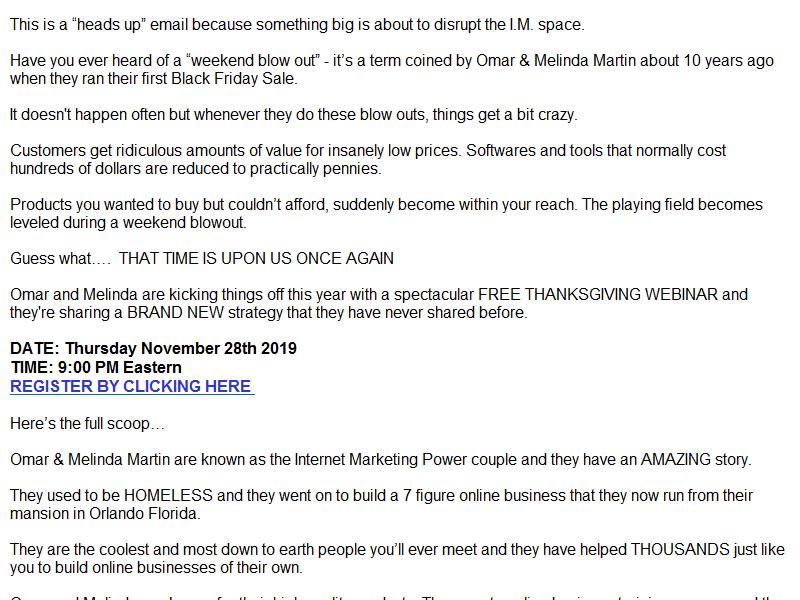 This is a “heads up” email because something big is about to disrupt the I.M. space.
Have you ever heard of a “weekend blow out” - it’s a term coined by Omar & Melinda Martin about 10 years ago
when they ran their first Black Friday Sale.
It doesn't happen often but whenever they do these blow outs, things get a bit crazy.
Customers get ridiculous amounts of value for insanely low prices. Softwares and tools that normally cost
hundreds of dollars are reduced to practically pennies.
Products you wanted to buy but couldn’t afford, suddenly become within your reach. The playing field becomes
leveled during a weekend blowout.
Guess what…. THAT TIME IS UPON US ONCE AGAIN
Omar and Melinda are kicking things off this year with a spectacular FREE THANKSGIVING WEBINAR and
they're sharing a BRAND NEW strategy that they have never shared before.
DATE: Thursday November 28th 2019
TIME: 9:00 PM Eastern
REGISTER BY CLICKING HERE
Here’s the full scoop…
Omar & Melinda Martin are known as the Internet Marketing Power couple and they have an AMAZING story.
They used to be HOMELESS and they went on to build a 7 figure online business that they now run from their
mansion in Orlando Florida.
They are the coolest and most down to earth people you’ll ever meet and they have helped THOUSANDS just like
you to build online businesses of their own.